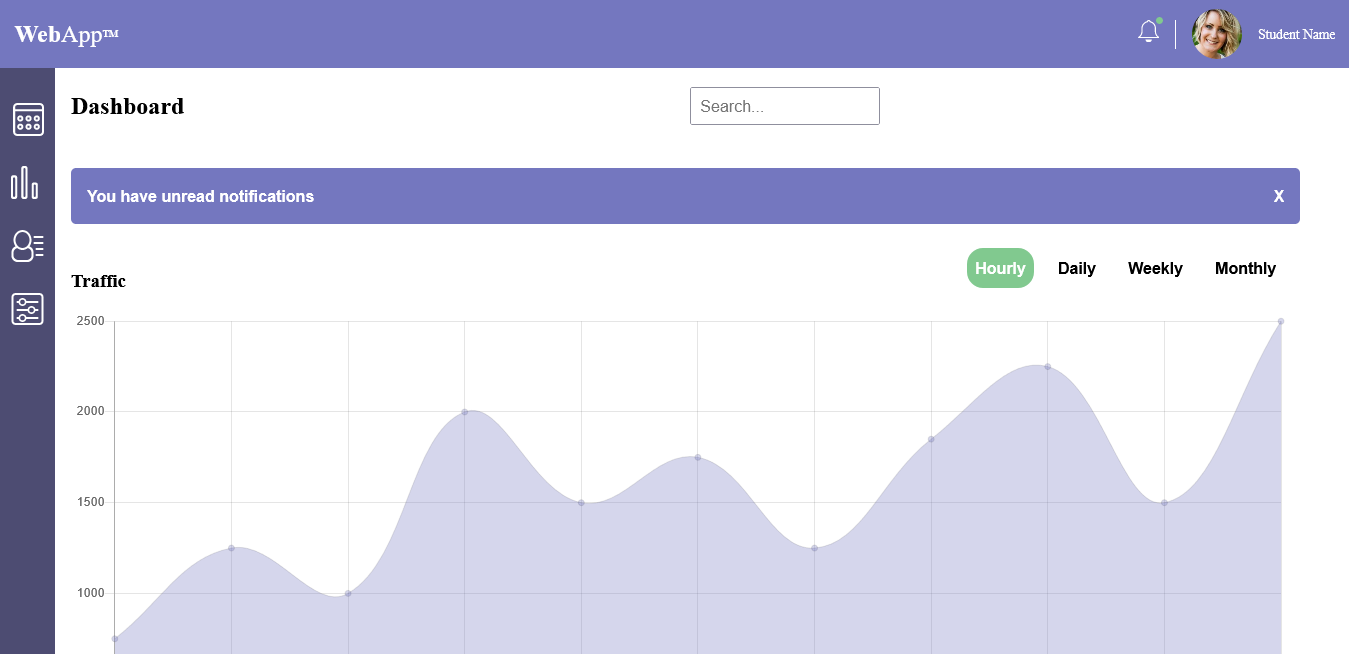 WebApp™
Student Name
Dashboard
Search...
You have unread notifications
X
Hourly Daily Weekly Monthly
Traffic
2500
2000
1500
1000